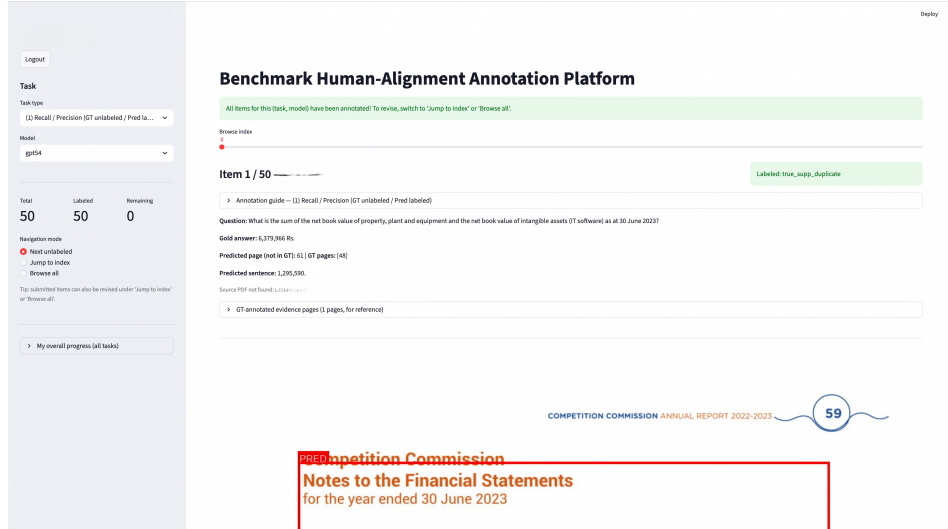 Deploy
Logout
Task
Task type
(1) Recall / Precision (GT unlabeled / Pred la...
Model
gpt54
Total Labeled Remaining
50 50 0
Navigation mode
Next unlabeled
Jump to index
Browse all
Tip: submitted items can also be revised under 'Jump to index'
or 'Browse all'.
My overall progress (all tasks)
Benchmark Human-Alignment Annotation Platform
All items for this (task, model) have been annotated! To revise, switch to 'Jump to index' or 'Browse all'.
Browse index
0
Item 1 / 50
Labeled: true_supp_duplicate
Annotation guide — (1) Recall / Precision (GT unlabeled / Pred labeled)
Question: What is the sum of the net book value of property, plant and equipment and the net book value of intangible assets (IT software) as at 30 June 2023?
Gold answer: 6,379,966 Rs.
Predicted page (not in GT): 61 | GT pages: [48]
Predicted sentence: 1,295,590.
Source PDF not found:
GT-annotated evidence pages (1 pages, for reference)
COMPETITION COMMISSION ANNUAL REPORT 2022-2023 59
PRED
Commission
Notes to the Financial Statements
for the year ended 30 June 2023